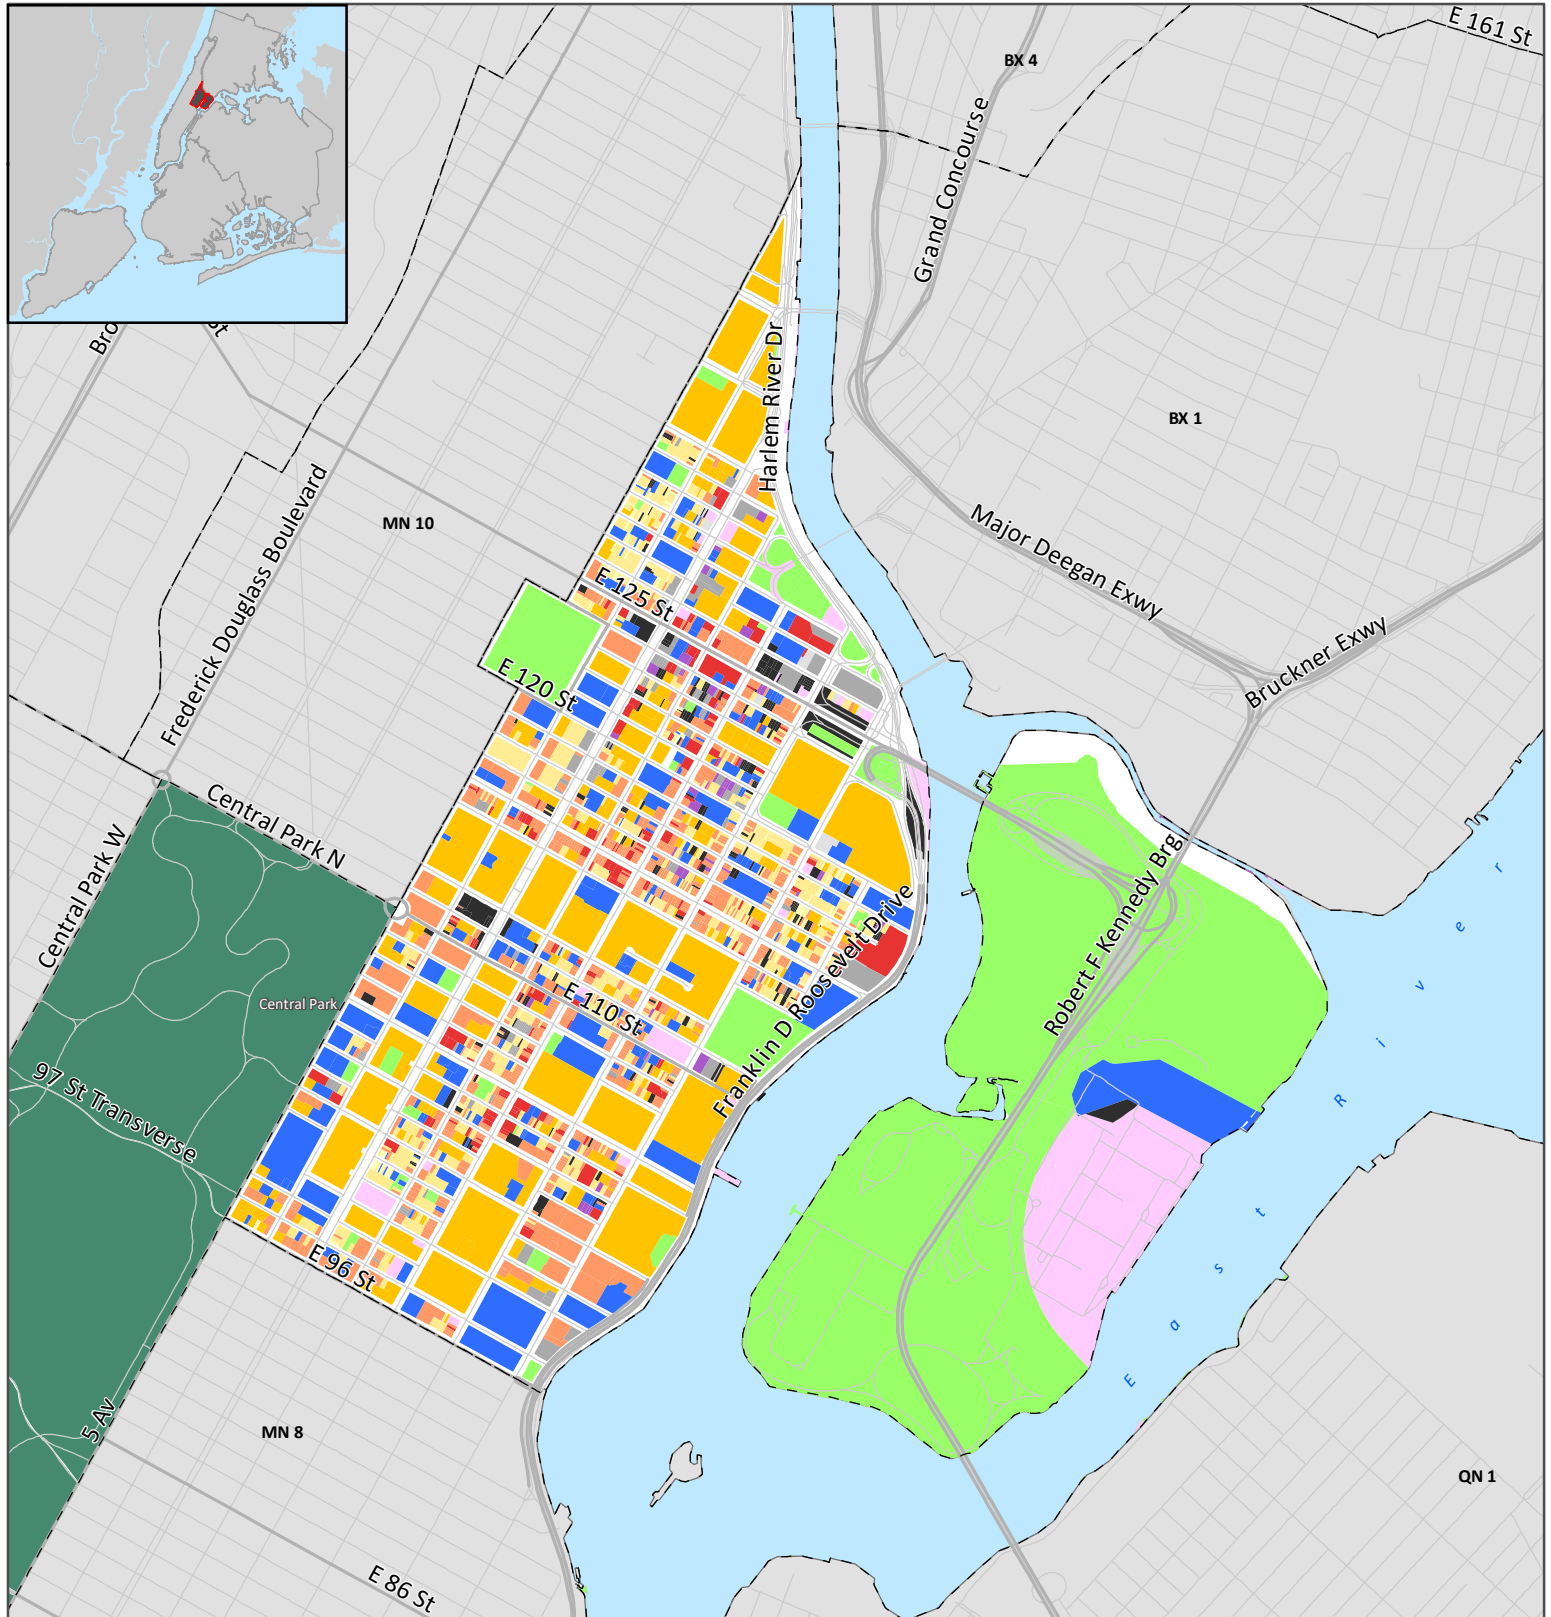 E 161 St
BX 4
Grand Concourse
Bro
St
Harlem River Dr
BX 1
MN 10
Frederick Douglass Boulevard
Major Deegan Exwy
E 125 St
Bruckner Exwy
E 120 St
Central Park N
Central Park W
Robert F Kennedy Brg
Franklin D Roosevelt Drive
E 110 St
Central Park
97 St Transverse
East River
E 96 St
5 Av
MN 8
QN 1
E 86 St